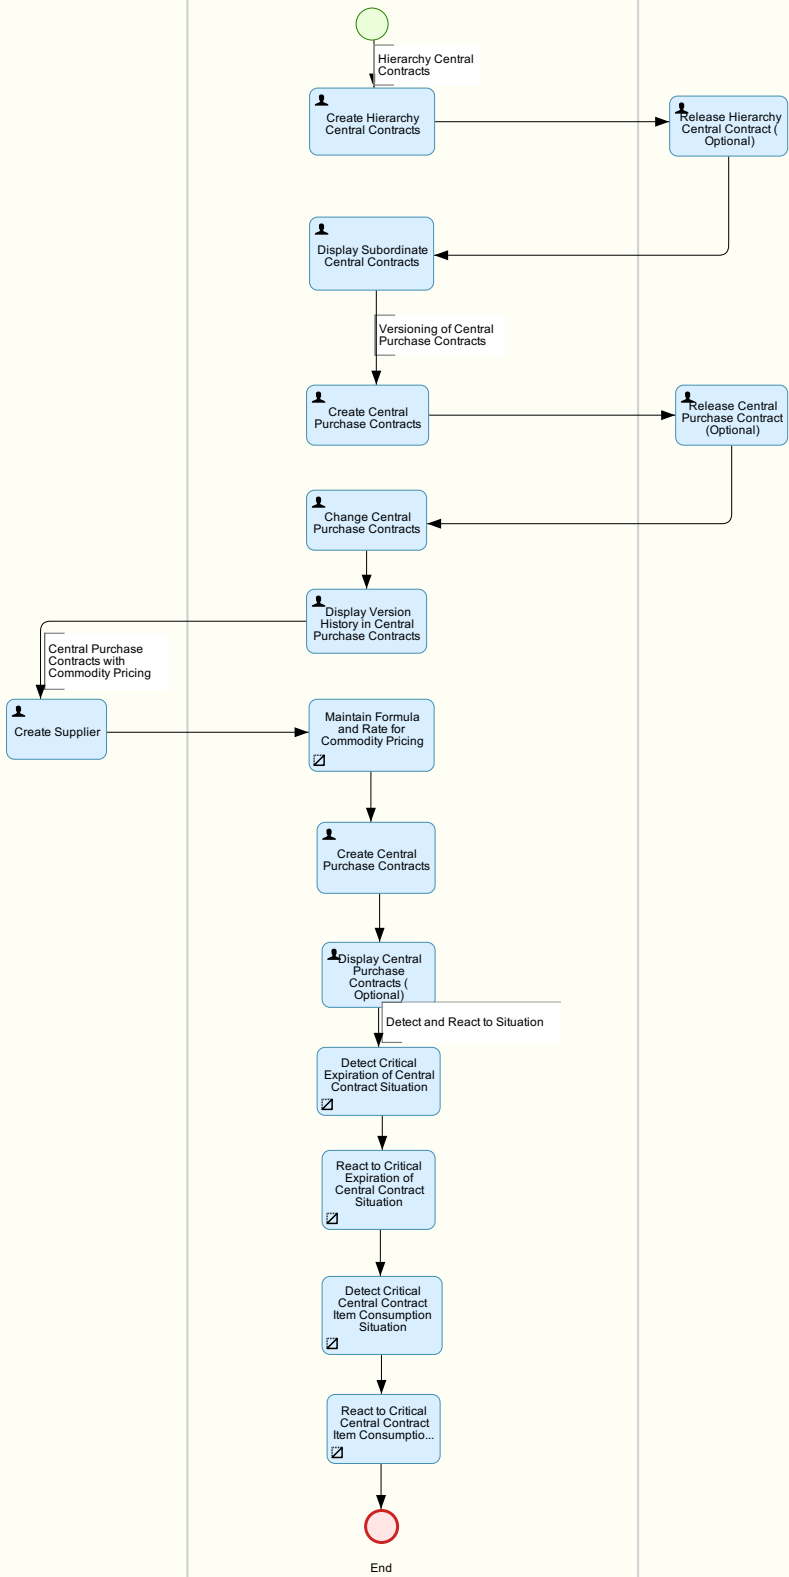 Hierarchy Central
Contracts
Create Hierarchy
Central Contracts
Release Hierarchy
Central Contract (
Optional)
Display Subordinate
Central Contracts
Versioning of Central
Purchase Contracts
Create Central
Purchase Contracts
Release Central
Purchase Contract
(Optional)
Change Central
Purchase Contracts
Display Version
History in Central
Purchase Contracts
Central Purchase
Contracts with
Commodity Pricing
Create Supplier
Maintain Formula
and Rate for
Commodity Pricing
Create Central
Purchase Contracts
Display Central
Purchase
Contracts (
Optional)
Detect and React to Situation
Detect Critical
Expiration of Central
Contract Situation
React to Critical
Expiration of
Central Contract
Situation
Detect Critical
Central Contract
Item Consumption
Situation
React to Critical
Central Contract
Item Consumptio...
End